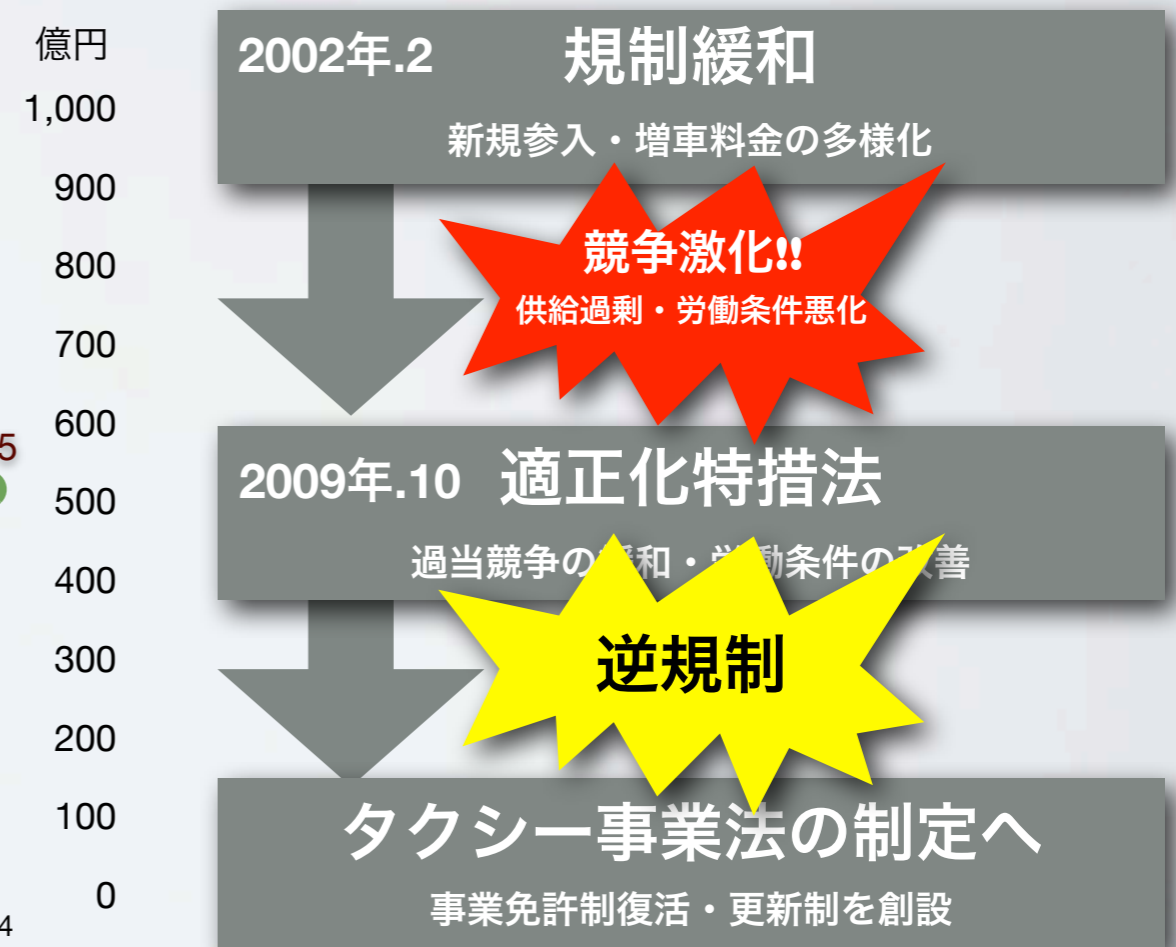 億円
1,000
900
800
700
600
500
400
300
200
100
0
5
4
2002年.2 規制緩和
新規参入・増車料金の多様化
競争激化!!
供給過剰・労働条件悪化
2009年.10 適正化特措法
過当競争の緩和・労働条件の改善
逆規制
タクシー事業法の制定へ
事業免許制復活・更新制を創設